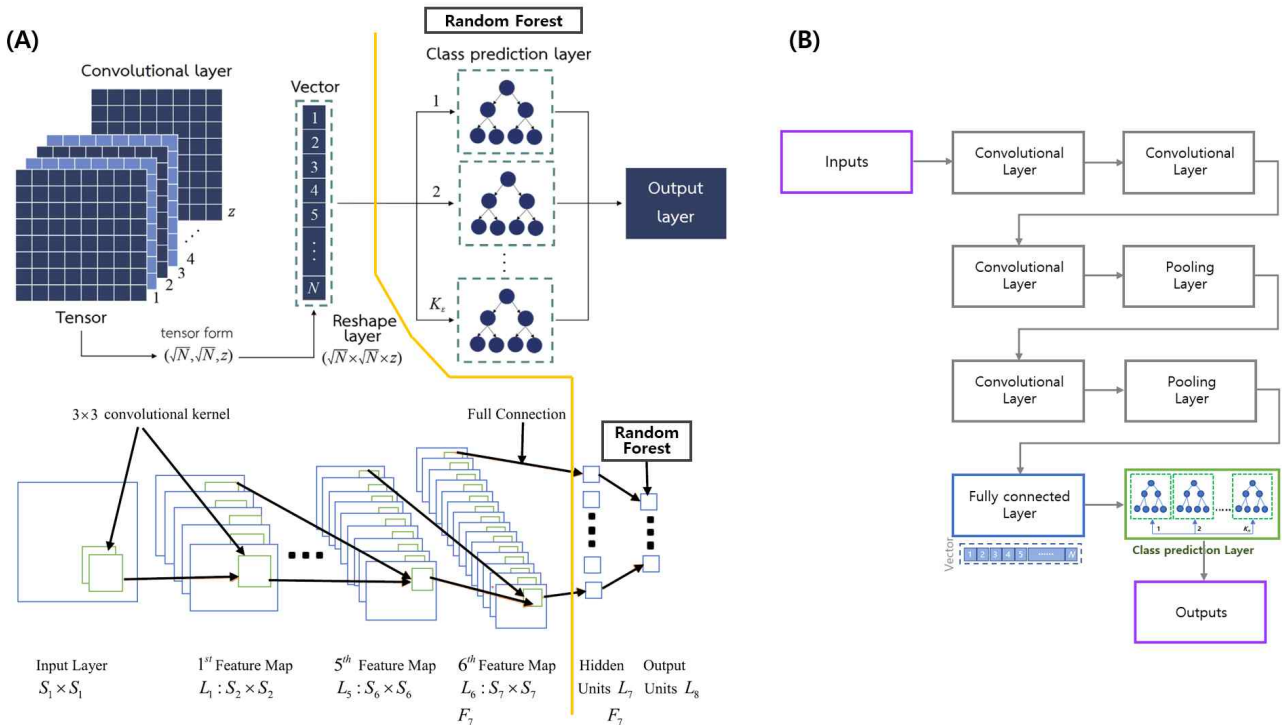 (A)
Random Forest
Convolutional layer
Class prediction layer
Vector
1
2
3
4
5
⋮
N
z
4
3
2
1
Tensor
tensor form
(√N,√N,z)
Reshape
layer
(√N×√N×z)
1
2
K_ε
Output
layer
3×3 convolutional kernel
Full Connection
Random
Forest
Input Layer
S₁ × S₁
1ˢᵗ Feature Map
L₁ : S₂ × S₂
5ᵗʰ Feature Map
L₅ : S₆ × S₆
6ᵗʰ Feature Map
L₆ : S₇ × S₇
F₇
Hidden
Units L₇
F₇
Output
Units L₈
(B)
Inputs
Convolutional
Layer
Convolutional
Layer
Convolutional
Layer
Pooling
Layer
Convolutional
Layer
Pooling
Layer
Fully connected
Layer
Vector
1 2 3 4 5 ...... N
1 2 ...... Kₙ
Class prediction Layer
Outputs